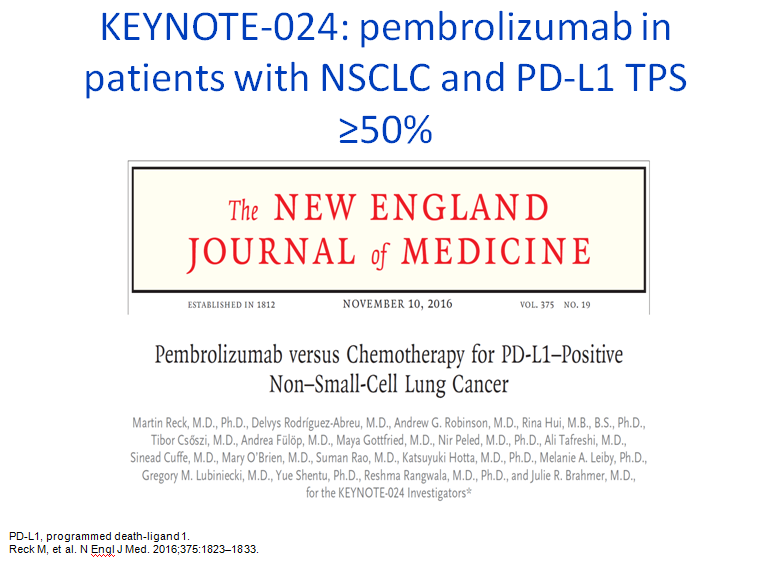 KEYNOTE-024: pembrolizumab in
patients with NSCLC and PD-L1 TPS
≥50%
The NEW ENGLAND
JOURNAL of MEDICINE
ESTABLISHED IN 1812 NOVEMBER 10, 2016 VOL. 375 NO. 19
Pembrolizumab versus Chemotherapy for PD-L1–Positive
Non–Small-Cell Lung Cancer
Martin Reck, M.D., Ph.D., Delvys Rodríguez-Abreu, M.D., Andrew G. Robinson, M.D., Rina Hui, M.B., B.S., Ph.D.,
Tibor Csőszi, M.D., Andrea Fülöp, M.D., Maya Gottfried, M.D., Nir Peled, M.D., Ph.D., Ali Tafreshi, M.D.,
Sinead Cuffe, M.D., Mary O'Brien, M.D., Suman Rao, M.D., Katsuyuki Hotta, M.D., Ph.D., Melanie A. Leiby, Ph.D.,
Gregory M. Lubiniecki, M.D., Yue Shentu, Ph.D., Reshma Rangwala, M.D., Ph.D., and Julie R. Brahmer, M.D.,
for the KEYNOTE-024 Investigators*
PD-L1, programmed death-ligand 1.
Reck M, et al. N Engl J Med. 2016;375:1823–1833.